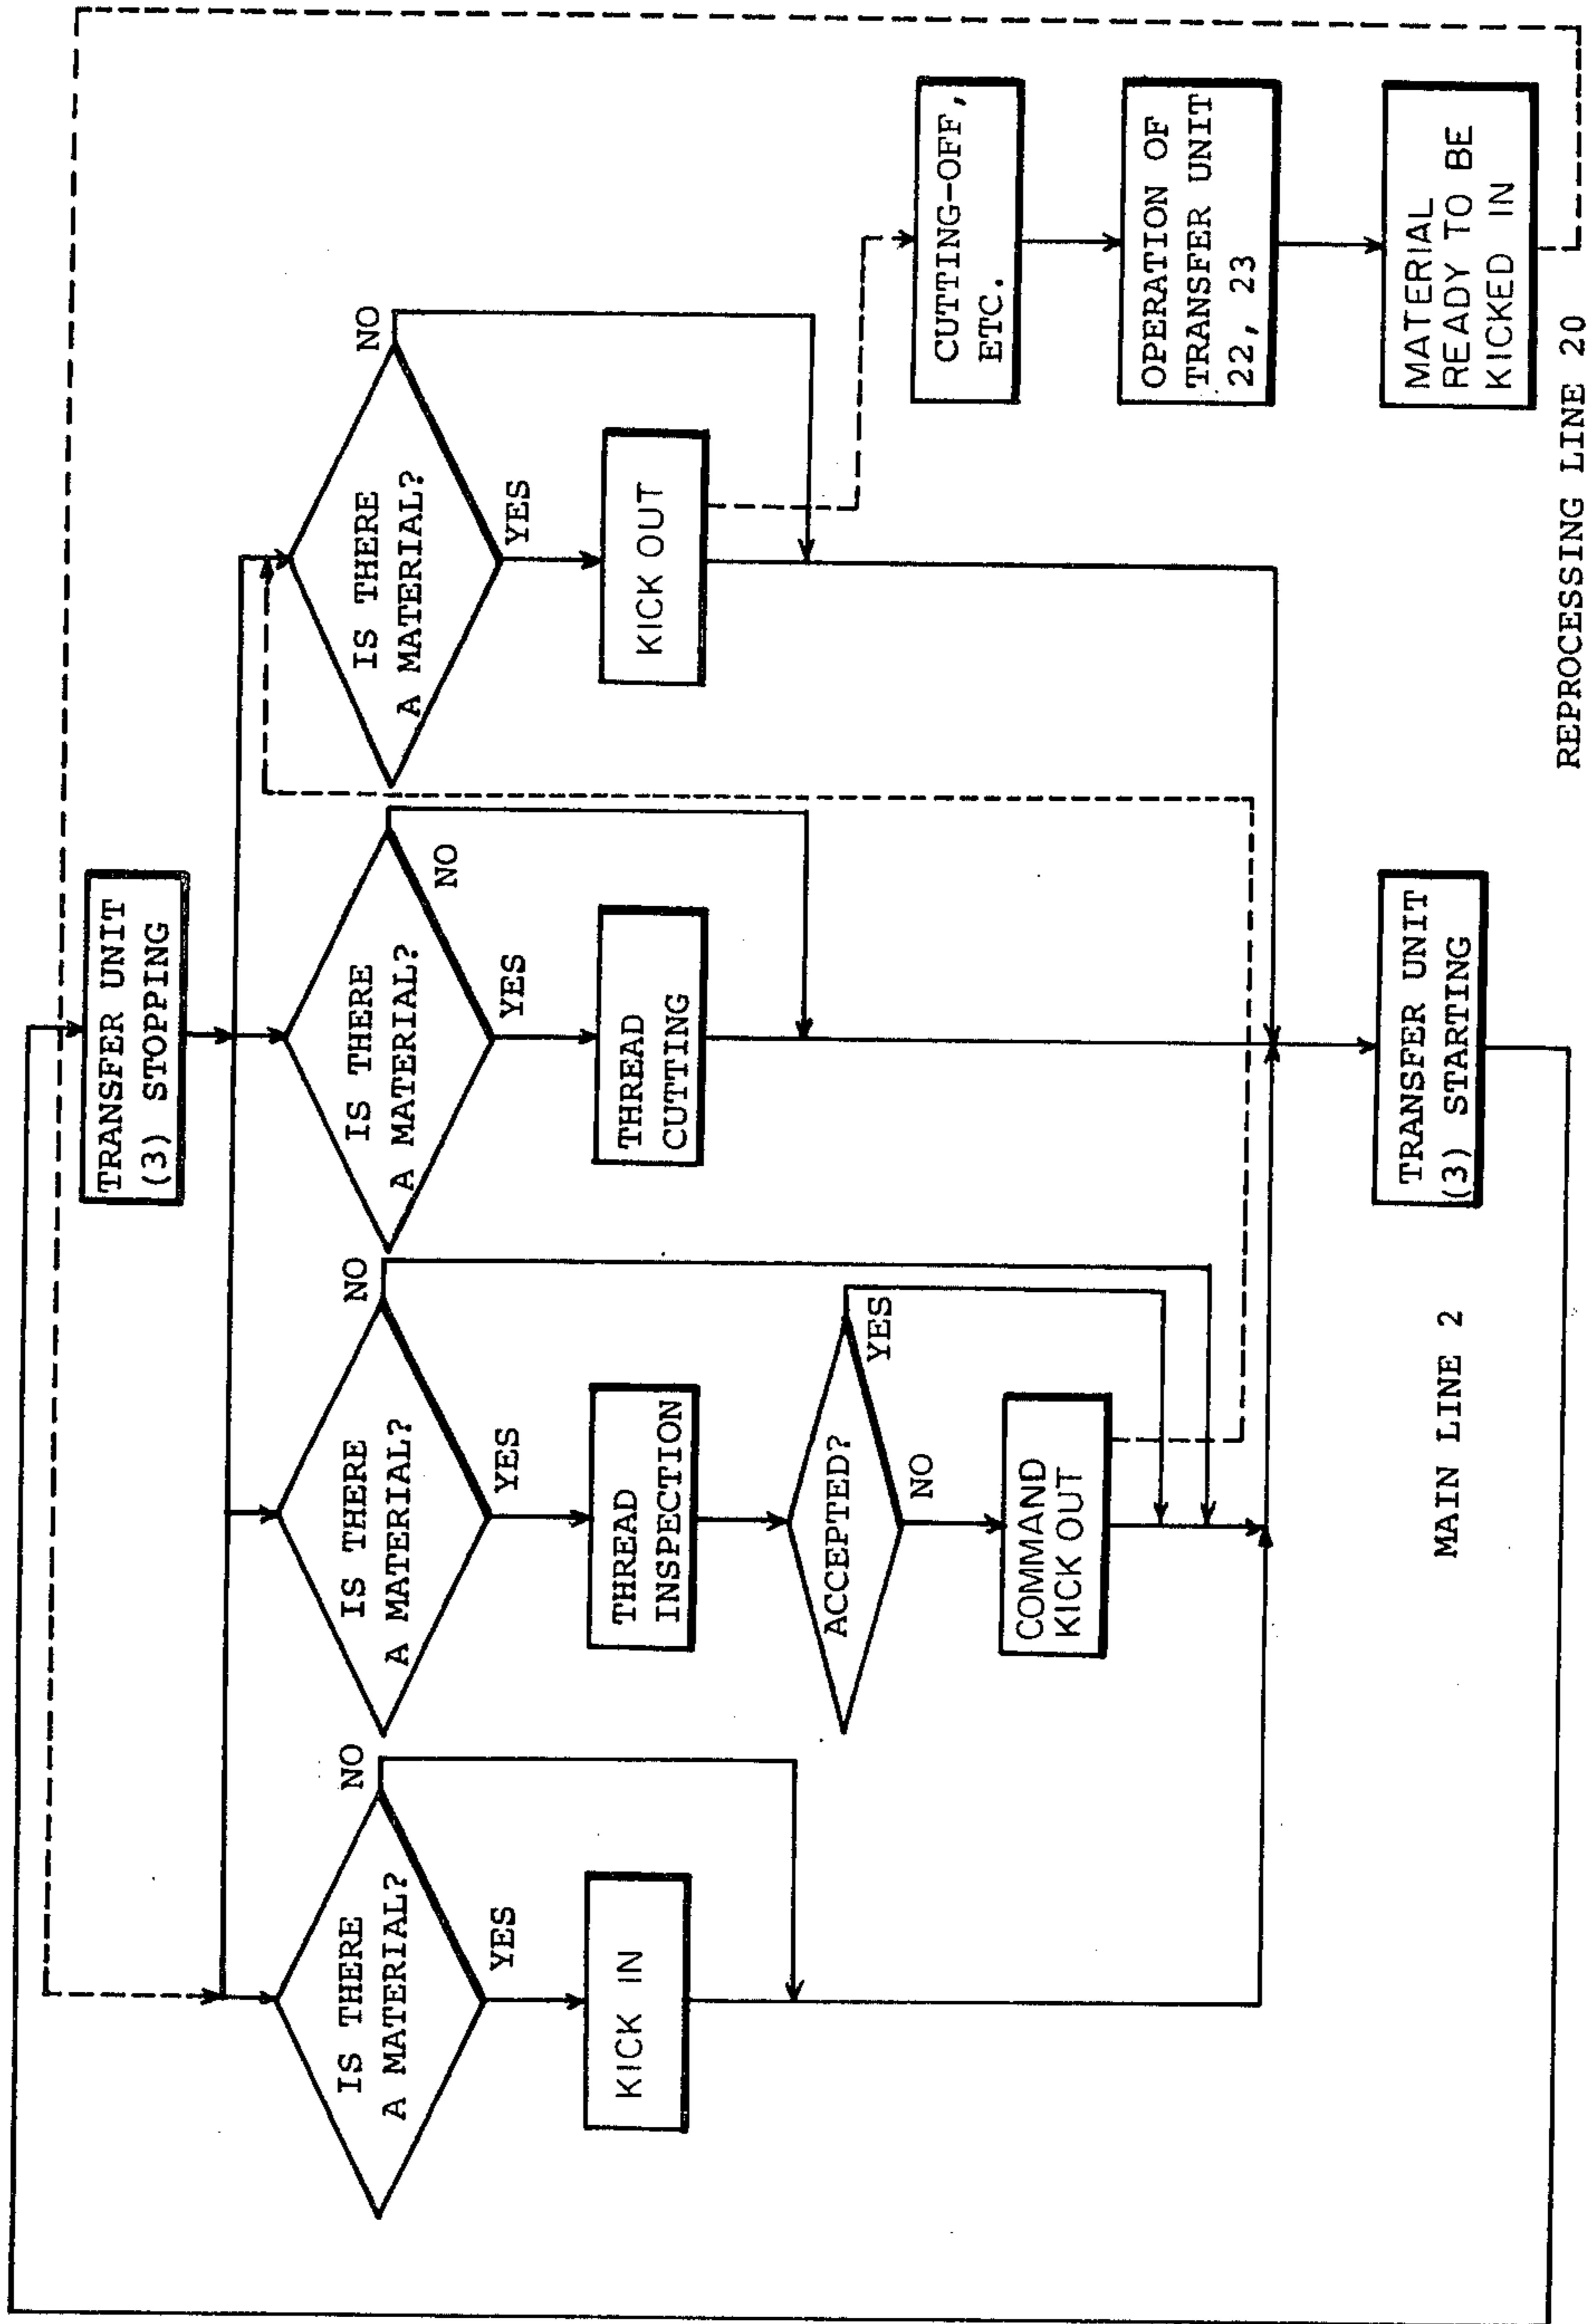 TRANSFER UNIT
(3) STOPPING
IS THERE
A MATERIAL?
NO
YES
KICK IN
IS THERE
A MATERIAL?
NO
YES
THREAD
INSPECTION
ACCEPTED?
YES
NO
COMMAND
KICK OUT
IS THERE
A MATERIAL?
NO
YES
THREAD
CUTTING
IS THERE
A MATERIAL?
NO
YES
KICK OUT
CUTTING-OFF,
ETC.
OPERATION OF
TRANSFER UNIT
22, 23
MATERIAL
READY TO BE
KICKED IN
TRANSFER UNIT
(3) STARTING
MAIN LINE 2
REPROCESSING LINE 20